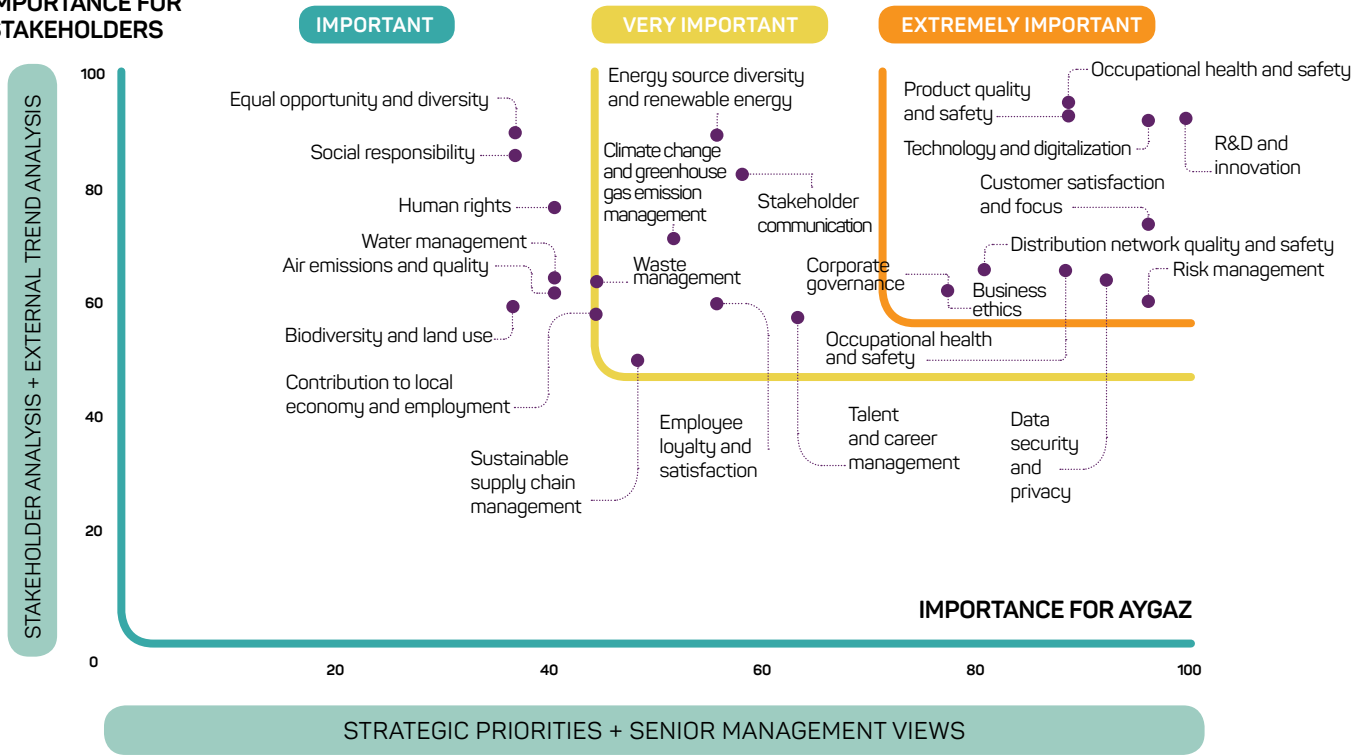 IMPORTANCE FOR
STAKEHOLDERS
IMPORTANT
VERY IMPORTANT
EXTREMELY IMPORTANT
STAKEHOLDER ANALYSIS + EXTERNAL TREND ANALYSIS
100
80
60
40
20
0
Equal opportunity and diversity
Social responsibility
Human rights
Water management
Air emissions and quality
Biodiversity and land use
Contribution to local
economy and employment
Sustainable
supply chain
management
Energy source diversity
and renewable energy
Climate change
and greenhouse
gas emission
management
Stakeholder
communication
Waste
management
Employee
loyalty and
satisfaction
Talent
and career
management
Product quality
and safety
Occupational health and safety
Technology and digitalization
R&D and
innovation
Customer satisfaction
and focus
Distribution network quality and safety
Risk management
Corporate
governance
Business
ethics
Occupational health
and safety
Data
security
and
privacy
IMPORTANCE FOR AYGAZ
20
40
60
80
100
STRATEGIC PRIORITIES + SENIOR MANAGEMENT VIEWS